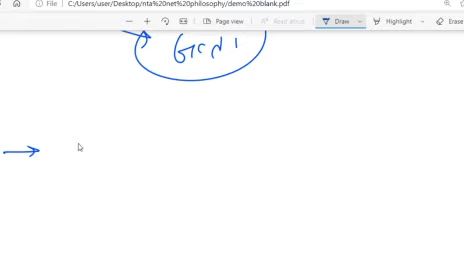 File C:/Users/user/Desktop/nta%20net%20philosophy/demo%20blank.pdf
Page view Read aloud Draw Highlight Erase